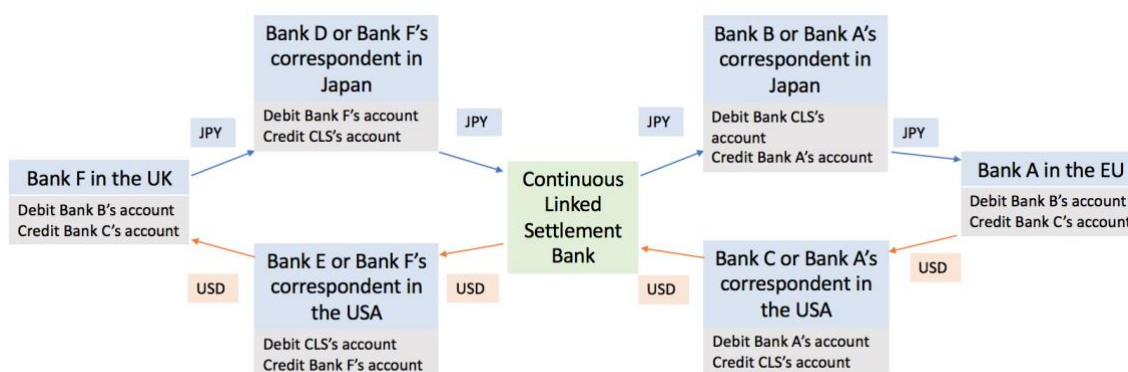 Bank D or Bank F's
correspondent in
Japan
Debit Bank F's account
Credit CLS's account
JPY
JPY
Bank F in the UK
Debit Bank B's account
Credit Bank C's account
USD
Bank E or Bank F's
correspondent in
the USA
Debit CLS's account
Credit Bank F's account
USD
Continuous
Linked
Settlement
Bank
Bank B or Bank A's
correspondent in
Japan
Debit Bank CLS's
account
Credit Bank A's account
JPY
JPY
Bank A in the EU
Debit Bank B's account
Credit Bank C's account
USD
Bank C or Bank A's
correspondent in
the USA
Debit Bank A's account
Credit CLS's account
USD